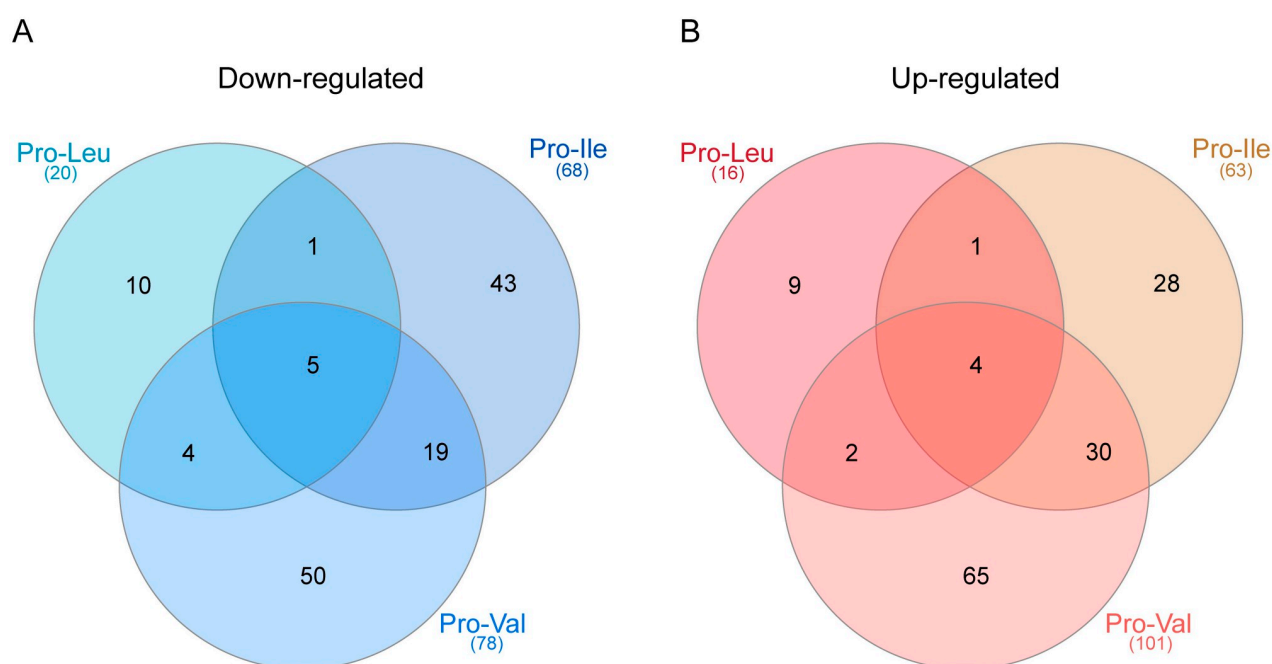 A
Down-regulated
Pro-Leu
(20)
Pro-Ile
(68)
1
10
43
5
4
19
50
Pro-Val
(78)
B
Up-regulated
Pro-Leu
(16)
Pro-Ile
(63)
1
9
28
4
2
30
65
Pro-Val
(101)